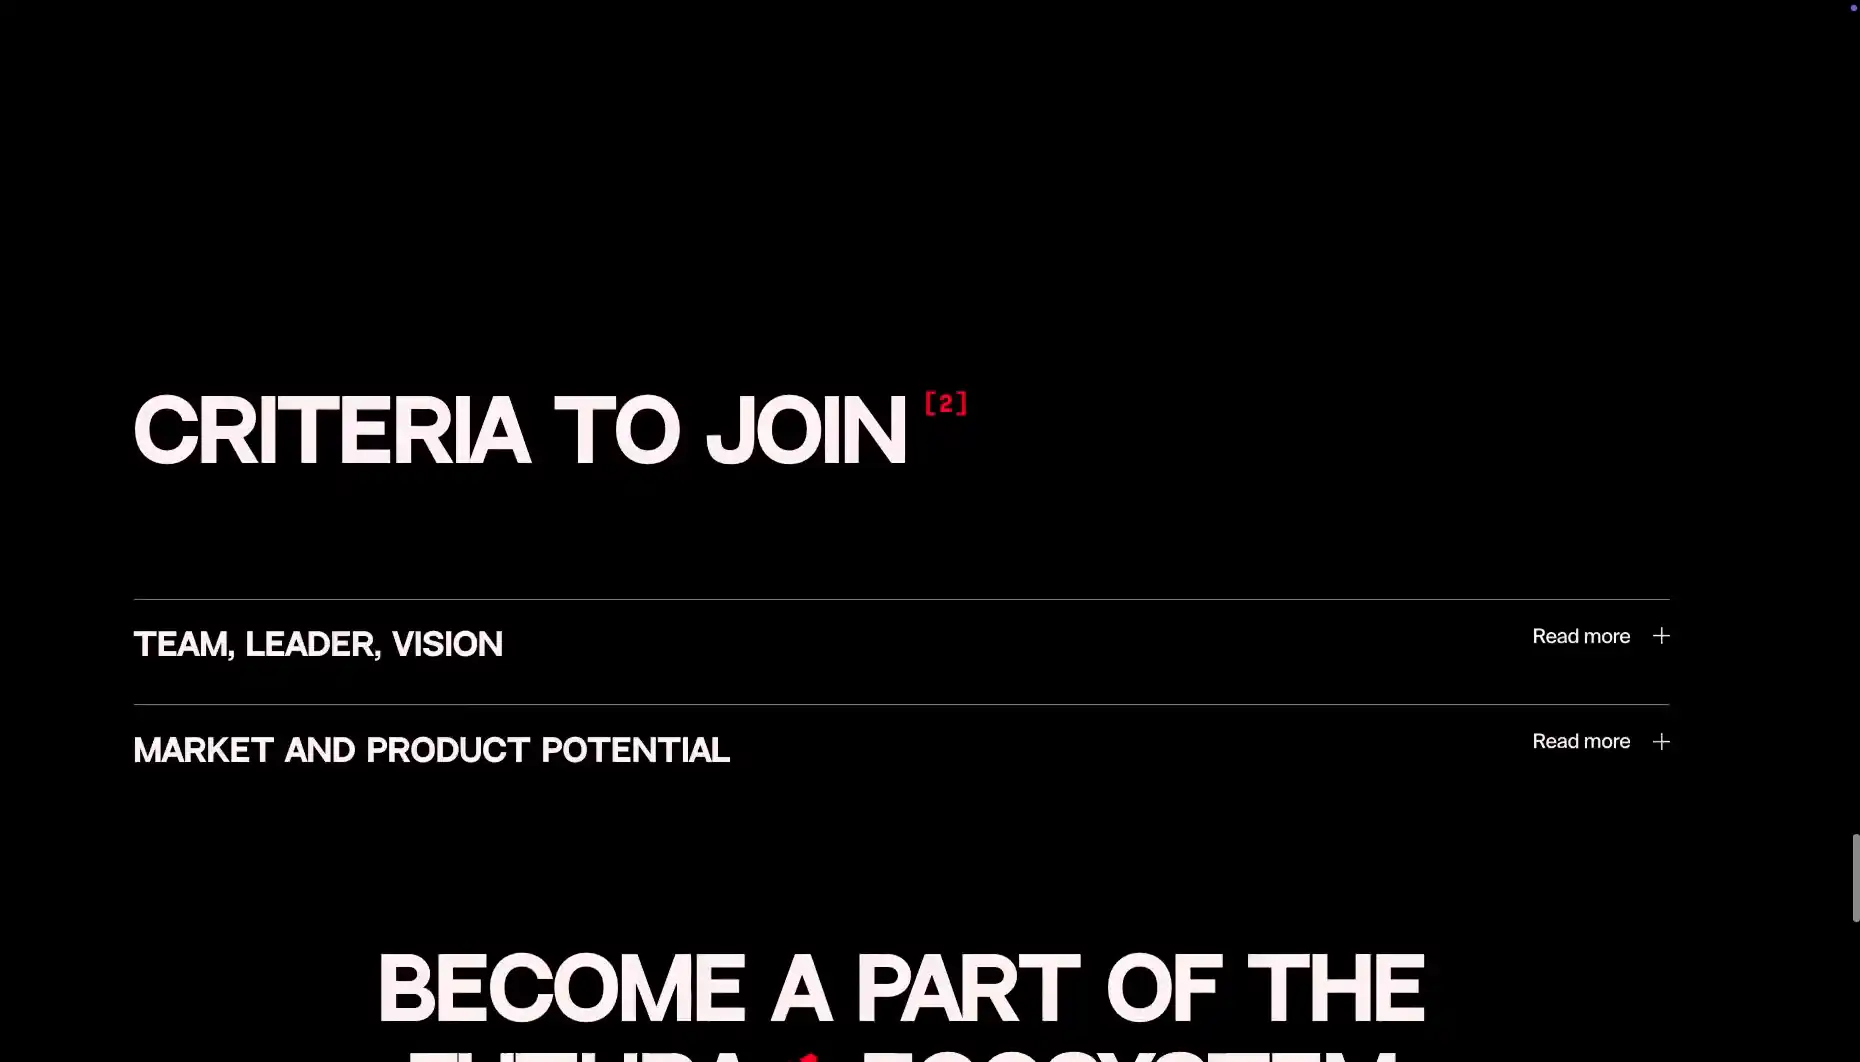 CRITERIA TO JOIN [2]
TEAM, LEADER, VISION
Read more
MARKET AND PRODUCT POTENTIAL
Read more
BECOME A PART OF THE
ECOSYSTEM